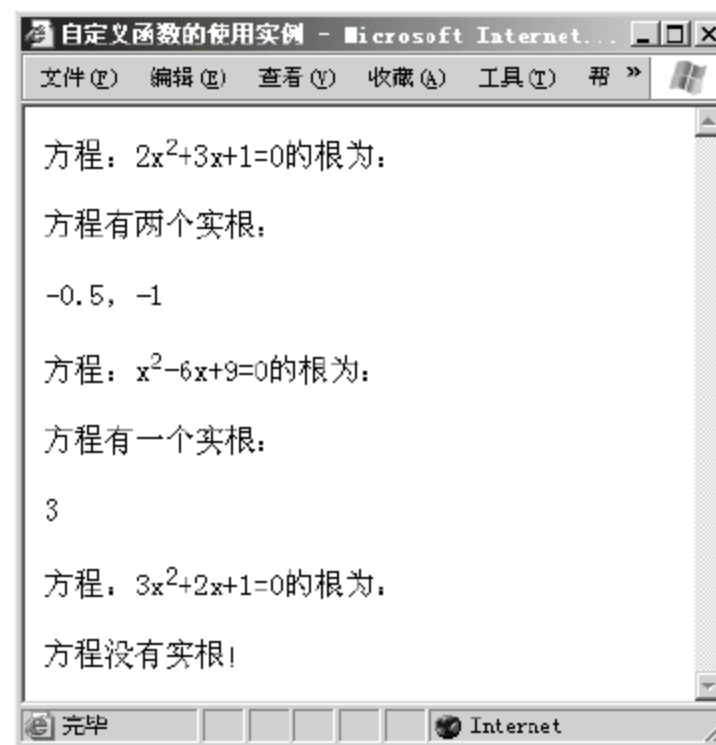 自定义函数的使用实例 - Microsoft Internet...
文件(F) 编辑(E) 查看(V) 收藏(A) 工具(T) 帮 »
方程：2x²+3x+1=0的根为：
方程有两个实根：
-0.5, -1
方程：x²-6x+9=0的根为：
方程有一个实根：
3
方程：3x²+2x+1=0的根为：
方程没有实根!
完毕 Internet